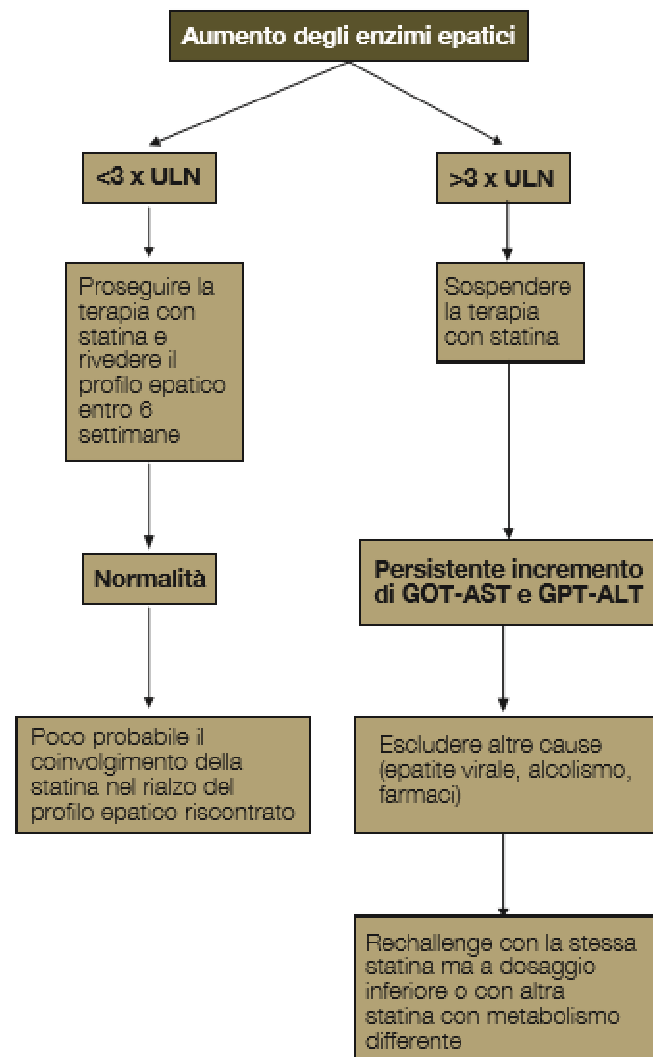 Aumento degli enzimi epatici
<3 x ULN
>3 x ULN
Proseguire la
terapia con
statina e
rivedere il
profilo epatico
entro 6
settimane
Sospendere
la terapia
con statina
Normalità
Persistente incremento
di GOT-AST e GPT-ALT
Poco probabile il
coinvolgimento della
statina nel rialzo del
profilo epatico riscontrato
Escludere altre cause
(epatite virale, alcolismo,
farmaci)
Rechallenge con la stessa
statina ma a dosaggio
inferiore o con altra
statina con metabolismo
differente